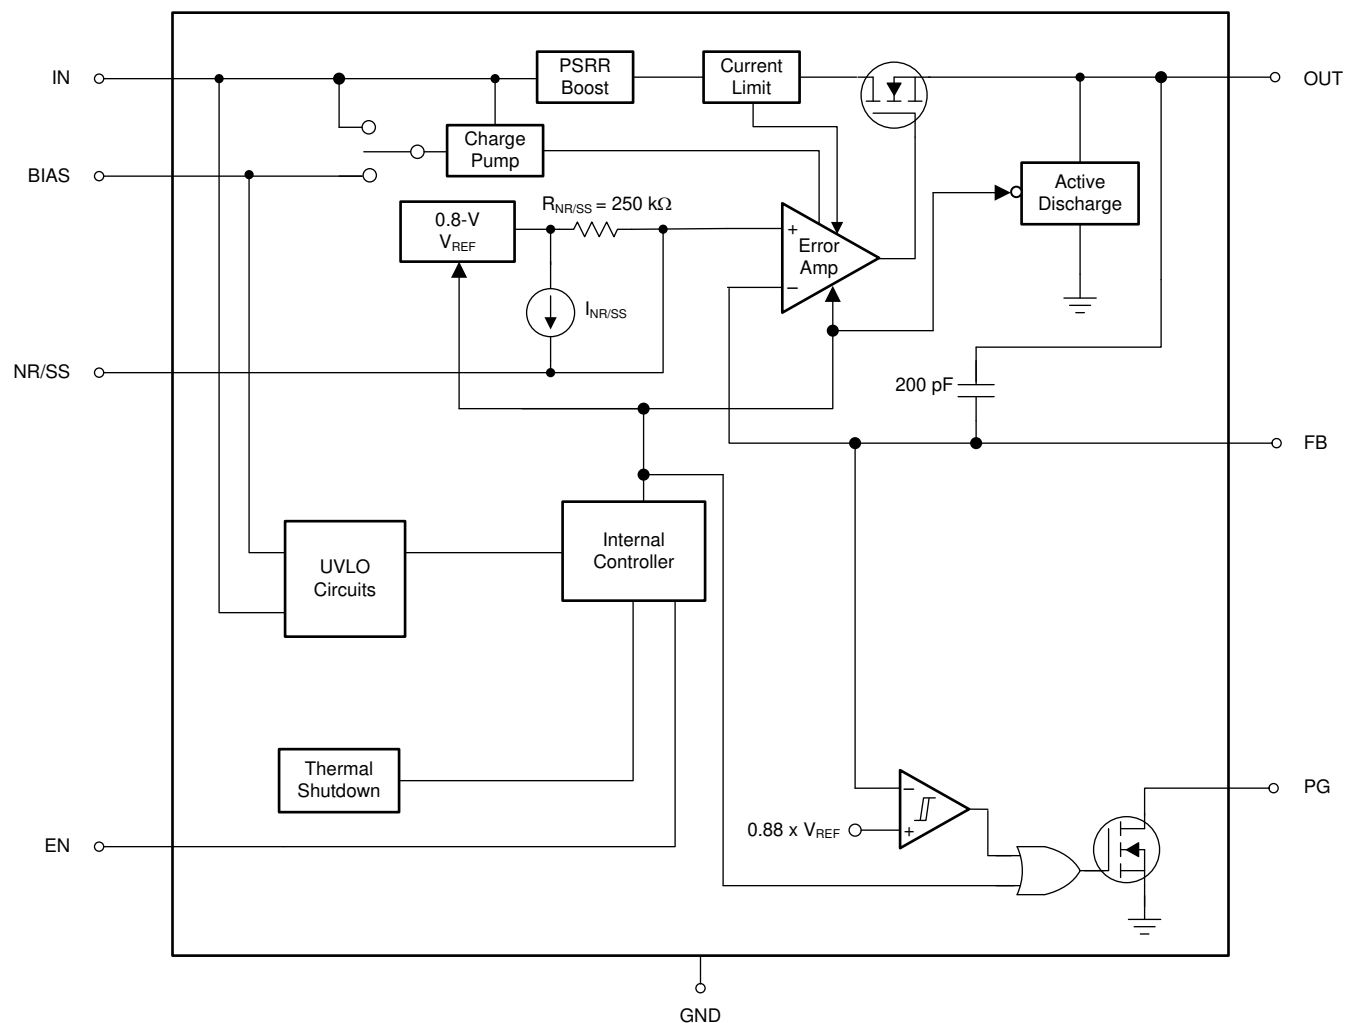 IN
PSRR
Boost
Current
Limit
OUT
Charge
Pump
BIAS
Active
Discharge
0.8-V
VREF
RNR/SS = 250 kΩ
+
Error
Amp
−
INR/SS
NR/SS
200 pF
FB
Internal
Controller
UVLO
Circuits
Thermal
Shutdown
PG
−
0.88 x VREF
+
EN
GND